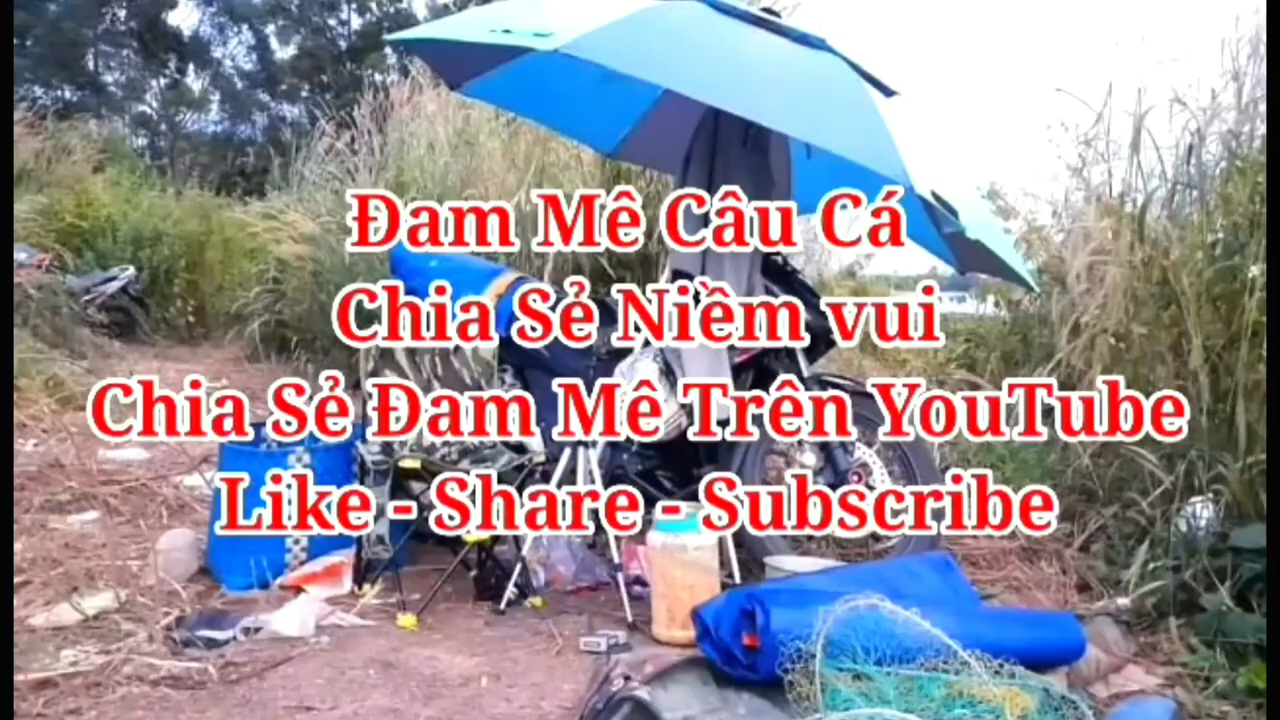 Đam Mê Câu Cá
Chia Sẻ Niềm vui
Chia Sẻ Đam Mê Trên YouTube
Like - Share - Subscribe